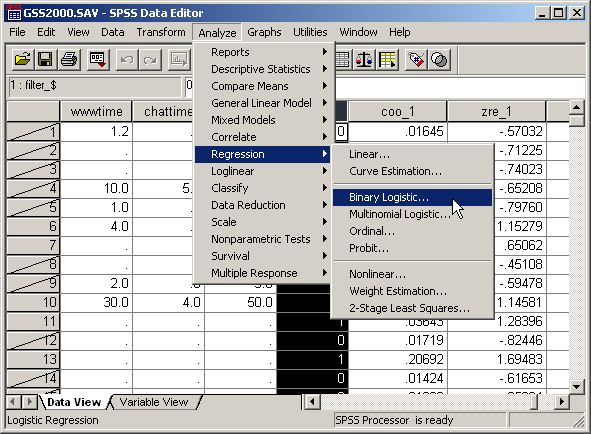 GSS2000.SAV - SPSS Data Editor
File Edit View Data Transform Analyze Graphs Utilities Window Help
1 : filter_$ 0
wwwtime chattime coo_1 zre_1
Reports
Descriptive Statistics
Compare Means
General Linear Model
Mixed Models
Correlate
Regression
Loglinear
Classify
Data Reduction
Scale
Nonparametric Tests
Survival
Multiple Response
Linear...
Curve Estimation...
Binary Logistic...
Multinomial Logistic...
Ordinal...
Probit...
Nonlinear...
Weight Estimation...
2-Stage Least Squares...
1 1.2 . 0 .01645 -.57032
2 . -.71225
3 . -.74023
4 10.0 5. -.65208
5 1.0 . -.79760
6 4.0 . 1.15279
7 . . .65062
8 . . -.45108
9 2.0 -.59478
10 30.0 4.0 50.0 1.14581
11 . . . 1 .03643 1.28396
12 . . . 0 .01719 -.82446
13 . . . 1 .20692 1.69483
14 . . . 0 .01424 -.61653
Data View Variable View
Logistic Regression SPSS Processor is ready